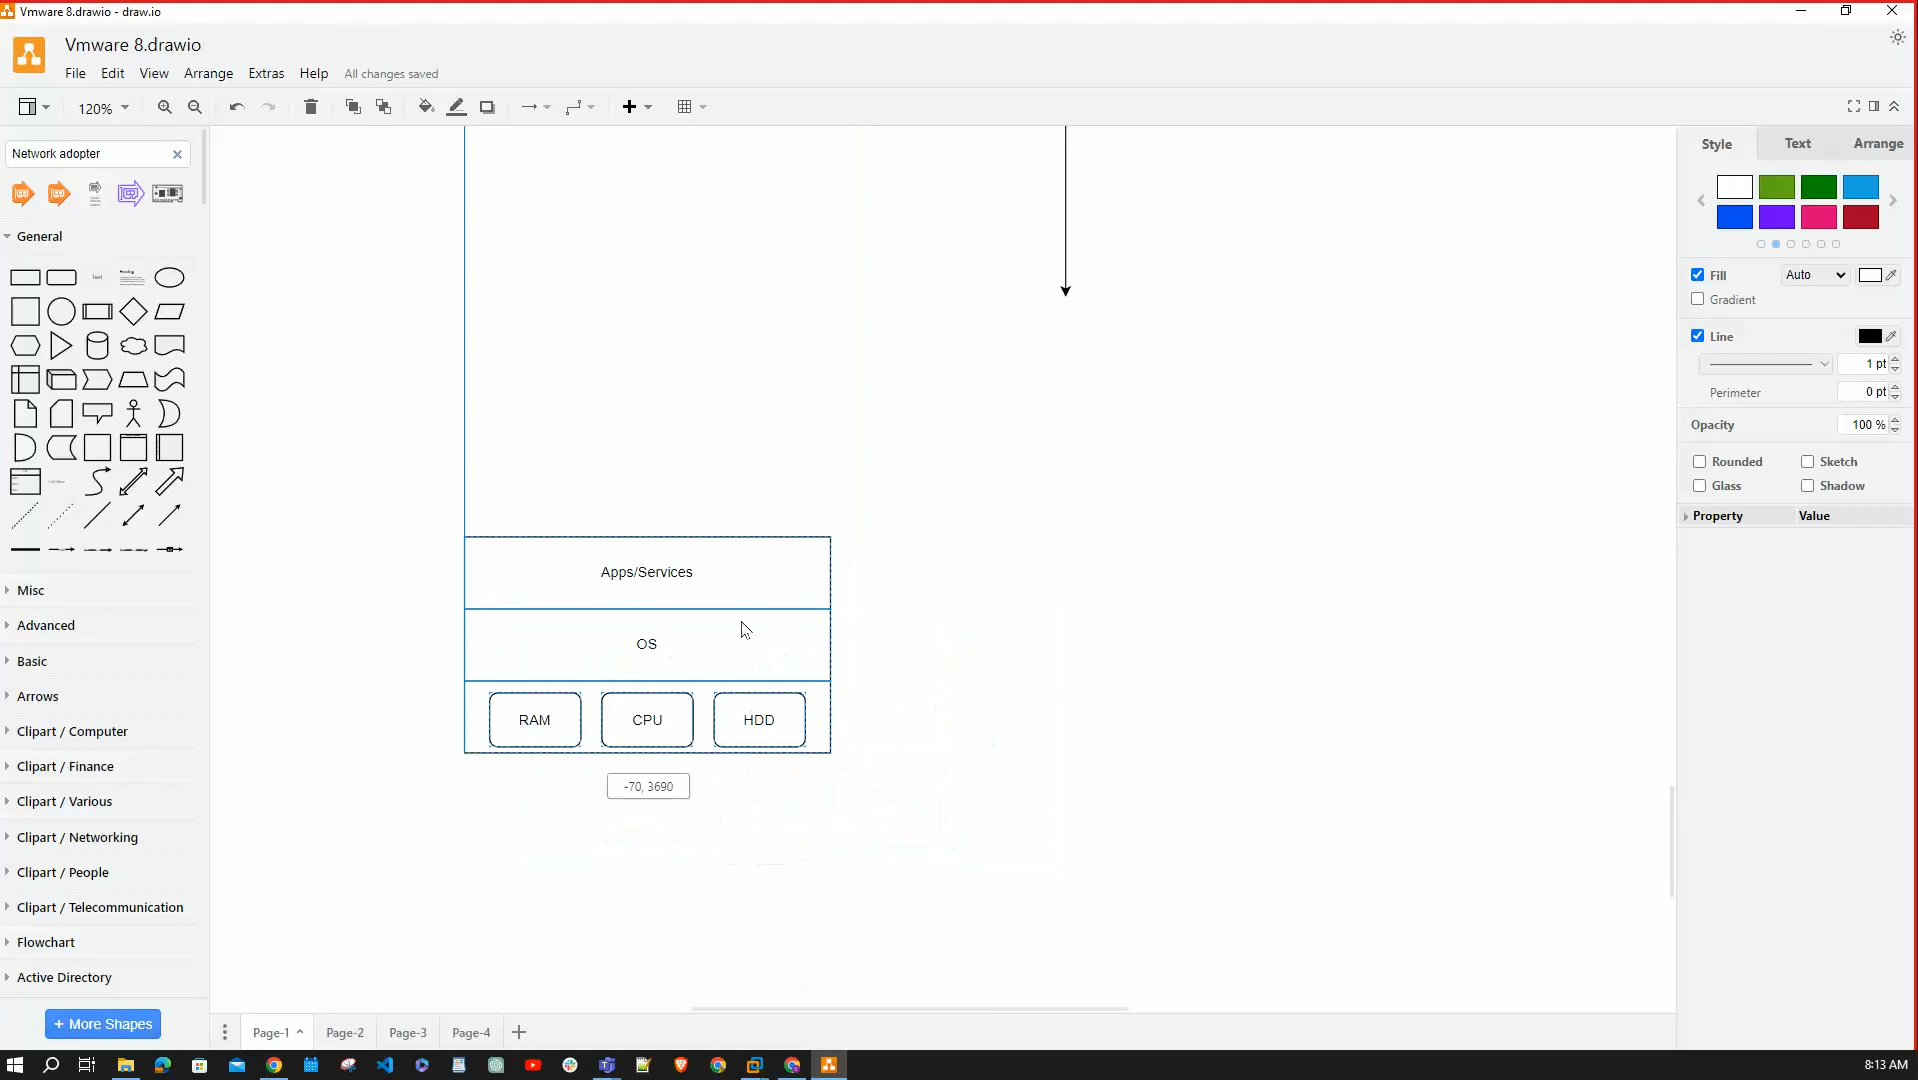 Vmware 8.drawio - draw.io
Vmware 8.drawio
File Edit View Arrange Extras Help All changes saved
120%
Network adopter
General
Text
Heading
Misc
Advanced
Basic
Arrows
Clipart / Computer
Clipart / Finance
Clipart / Various
Clipart / Networking
Clipart / People
Clipart / Telecommunication
Flowchart
Active Directory
+ More Shapes
Apps/Services
OS
RAM CPU HDD
-70, 3690
Page-1 Page-2 Page-3 Page-4
Style Text Arrange
Fill Auto
Gradient
Line
1 pt
Perimeter 0 pt
Opacity 100 %
Rounded Sketch
Glass Shadow
Property Value
8:13 AM